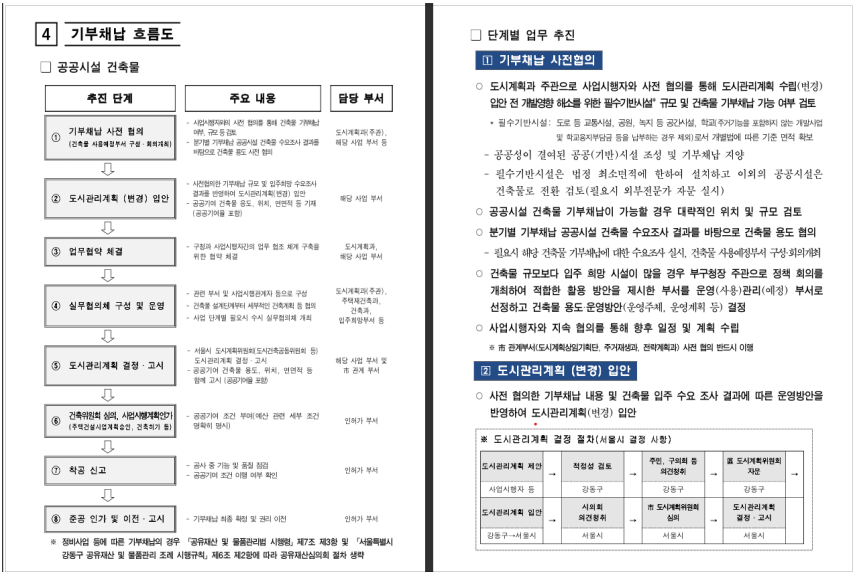 4 기부채납 흐름도
□ 공공시설 건축물
추진 단계 주요 내용 담당 부서
① 기부채납 사전 협의
(건축물 사용예정부서 구성·회의개최)
- 사업시행자와의 사전 협의를 통해 건축물 기부채납
여부, 규모 등 검토
- 분기별 기부채납 공공시설 건축물 수요조사 결과를
바탕으로 건축물 용도 사전 협의
도시계획과(주관),
해당 사업 부서 등
② 도시관리계획 (변경) 입안
- 사전협의한 기부채납 규모 및 입주희망 수요조사
결과를 반영하여 도시관리계획(변경) 입안
- 공공기여 건축물 용도, 위치, 연면적 등 기재
(공공기여율 포함)
해당 사업 부서
③ 업무협약 체결
- 구청과 사업시행자간의 업무 협조 체계 구축을
위한 협약 체결
도시계획과,
해당 사업 부서
④ 실무협의체 구성 및 운영
- 관련 부서 및 사업시행관계자 등으로 구성
- 건축물 설계단계부터 세부적인 건축계획 등 협의
- 사업 단계별 필요시 수시 실무협의체 개최
도시계획과(주관),
주택재건축과,
건축과,
입주희망부서 등
⑤ 도시관리계획 결정·고시
- 서울시 도시계획위원회(도시건축공동위원회 등)
도시관리계획 결정·고시
- 공공기여 건축물 용도, 위치, 연면적 등
함께 고시 (공공기여율 포함)
해당 사업 부서 및
市 관계 부서
⑥ 건축위원회 심의, 사업시행계획인가
(주택건설사업계획승인, 건축허가 등)
- 공공기여 조건 부여(예산 관련 세부 조건
명확히 명시)
인허가 부서
⑦ 착공 신고
- 공사 중 기능 및 품질 점검
- 공공기여 조건 이행 여부 확인
인허가 부서
⑧ 준공 인가 및 이전·고시
- 기부채납 최종 확정 및 권리 이전
인허가 부서
※ 정비사업 등에 따른 기부채납의 경우 「공유재산 및 물품관리법 시행령」 제7조 제3항 및 「서울특별시
강동구 공유재산 및 물품관리 조례 시행규칙」 제6조 제2항에 따라 공유재산심의회 절차 생략
□ 단계별 업무 추진
1 기부채납 사전협의
○ 도시계획과 주관으로 사업시행자와 사전 협의를 통해 도시관리계획 수립(변경)
입안 전 개발영향 해소를 위한 필수기반시설* 규모 및 건축물 기부채납 가능 여부 검토
* 필수기반시설: 도로 등 교통시설, 공원, 녹지 등 공간시설, 학교(주거기능을 포함하지 않는 개발사업
및 학교용지부담금 등을 납부하는 경우 제외)로서 개별법에 따른 기준 면적 확보
- 공공성이 결여된 공공(기반)시설 조성 및 기부채납 지양
- 필수기반시설은 법정 최소면적에 한하여 설치하고 이외의 공공시설은
건축물로 전환 검토(필요시 외부전문가 자문 실시)
○ 공공시설 건축물 기부채납이 가능할 경우 대략적인 위치 및 규모 검토
○ 분기별 기부채납 공공시설 건축물 수요조사 결과를 바탕으로 건축물 용도 협의
- 필요시 해당 건축물 기부채납에 대한 수요조사 실시, 건축물 사용예정부서 구성·회의개최
○ 건축물 규모보다 입주 희망 시설이 많을 경우 부구청장 주관으로 정책 회의를
개최하여 적합한 활용 방안을 제시한 부서를 운영(사용)관리(예정) 부서로
선정하고 건축물 용도·운영방안(운영주체, 운영계획 등) 결정
○ 사업시행자와 지속 협의를 통해 향후 일정 및 계획 수립
※ 市 관계부서(도시계획상임기획단, 주거재생과, 전략계획과) 사전 협의 반드시 이행
2 도시관리계획 (변경) 입안
○ 사전 협의한 기부채납 내용 및 건축물 입주 수요 조사 결과에 따른 운영방안을
반영하여 도시관리계획(변경) 입안
※ 도시관리계획 결정 절차(서울시 결정 사항)
도시관리계획 제안 → 적정성 검토 → 주민, 구의회 등 의견청취 → 區 도시계획위원회 자문 →
사업시행자 등 강동구 강동구 강동구
도시관리계획 입안 → 시의회 의견청취 → 市 도시계획위원회 심의 → 도시관리계획 결정·고시
강동구→서울시 서울시 서울시 서울시